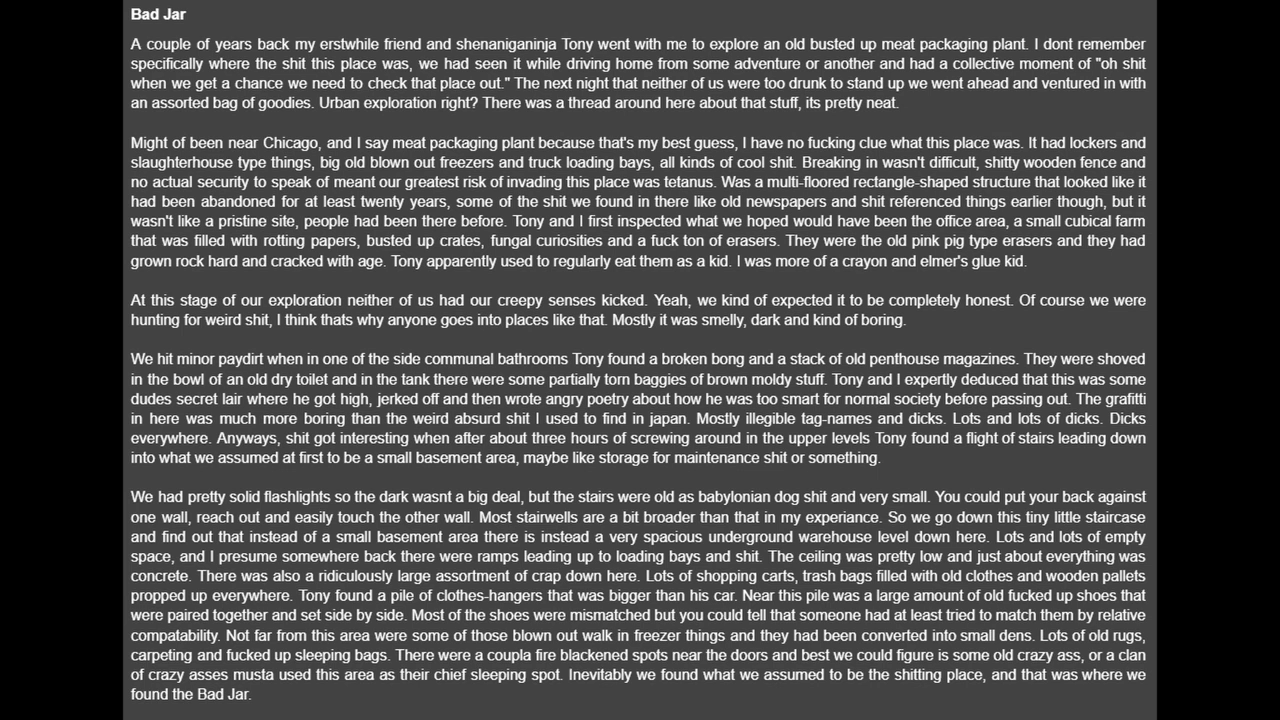 Bad Jar
A couple of years back my erstwhile friend and shenaniganinja Tony went with me to explore an old busted up meat packaging plant. I dont remember
specifically where the shit this place was, we had seen it while driving home from some adventure or another and had a collective moment of "oh shit
when we get a chance we need to check that place out." The next night that neither of us were too drunk to stand up we went ahead and ventured in with
an assorted bag of goodies. Urban exploration right? There was a thread around here about that stuff, its pretty neat.
Might of been near Chicago, and I say meat packaging plant because that's my best guess, I have no fucking clue what this place was. It had lockers and
slaughterhouse type things, big old blown out freezers and truck loading bays, all kinds of cool shit. Breaking in wasn't difficult, shitty wooden fence and
no actual security to speak of meant our greatest risk of invading this place was tetanus. Was a multi-floored rectangle-shaped structure that looked like it
had been abandoned for at least twenty years, some of the shit we found in there like old newspapers and shit referenced things earlier though, but it
wasn't like a pristine site, people had been there before. Tony and I first inspected what we hoped would have been the office area, a small cubical farm
that was filled with rotting papers, busted up crates, fungal curiosities and a fuck ton of erasers. They were the old pink pig type erasers and they had
grown rock hard and cracked with age. Tony apparently used to regularly eat them as a kid. I was more of a crayon and elmer's glue kid.
At this stage of our exploration neither of us had our creepy senses kicked. Yeah, we kind of expected it to be completely honest. Of course we were
hunting for weird shit, I think thats why anyone goes into places like that. Mostly it was smelly, dark and kind of boring.
We hit minor paydirt when in one of the side communal bathrooms Tony found a broken bong and a stack of old penthouse magazines. They were shoved
in the bowl of an old dry toilet and in the tank there were some partially torn baggies of brown moldy stuff. Tony and I expertly deduced that this was some
dudes secret lair where he got high, jerked off and then wrote angry poetry about how he was too smart for normal society before passing out. The grafitti
in here was much more boring than the weird absurd shit I used to find in japan. Mostly illegible tag-names and dicks. Lots and lots of dicks. Dicks
everywhere. Anyways, shit got interesting when after about three hours of screwing around in the upper levels Tony found a flight of stairs leading down
into what we assumed at first to be a small basement area, maybe like storage for maintenance shit or something.
We had pretty solid flashlights so the dark wasnt a big deal, but the stairs were old as babylonian dog shit and very small. You could put your back against
one wall, reach out and easily touch the other wall. Most stairwells are a bit broader than that in my experiance. So we go down this tiny little staircase
and find out that instead of a small basement area there is instead a very spacious underground warehouse level down here. Lots and lots of empty
space, and I presume somewhere back there were ramps leading up to loading bays and shit. The ceiling was pretty low and just about everything was
concrete. There was also a ridiculously large assortment of crap down here. Lots of shopping carts, trash bags filled with old clothes and wooden pallets
propped up everywhere. Tony found a pile of clothes-hangers that was bigger than his car. Near this pile was a large amount of old fucked up shoes that
were paired together and set side by side. Most of the shoes were mismatched but you could tell that someone had at least tried to match them by relative
compatability. Not far from this area were some of those blown out walk in freezer things and they had been converted into small dens. Lots of old rugs,
carpeting and fucked up sleeping bags. There were a coupla fire blackened spots near the doors and best we could figure is some old crazy ass, or a clan
of crazy asses musta used this area as their chief sleeping spot. Inevitably we found what we assumed to be the shitting place, and that was where we
found the Bad Jar.